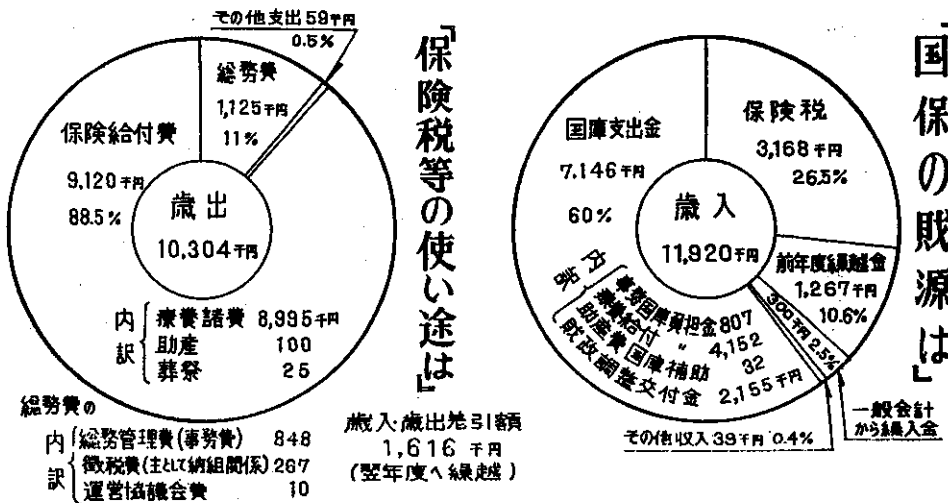 「国保の財源は」
保険税
3,168千円
26.5%
前年度繰越金
1,267千円
10.6%
300千円 2.5%
一般会計
から繰入金
その他収入39千円 0.4%
国庫支出金
7,146千円
60%
内訳
事務国庫負担金 807
療養給付 〃 4,152
助産費国庫補助 32
財政調整交付金 2,155千円
歳入
11,920千円
「保険税等の使い途は」
その他支出59千円
0.5%
総務費
1,125千円
11%
保険給付費
9,120千円
88.5%
歳出
10,304千円
内訳
療養諸費 8,995千円
助産 100
葬祭 25
総務費の
内訳
総務管理費(事務費) 848
徴税費(主として納組関係) 267
運営協議会費 10
歳入歳出差引額
1,616千円
(翌年度へ繰越)